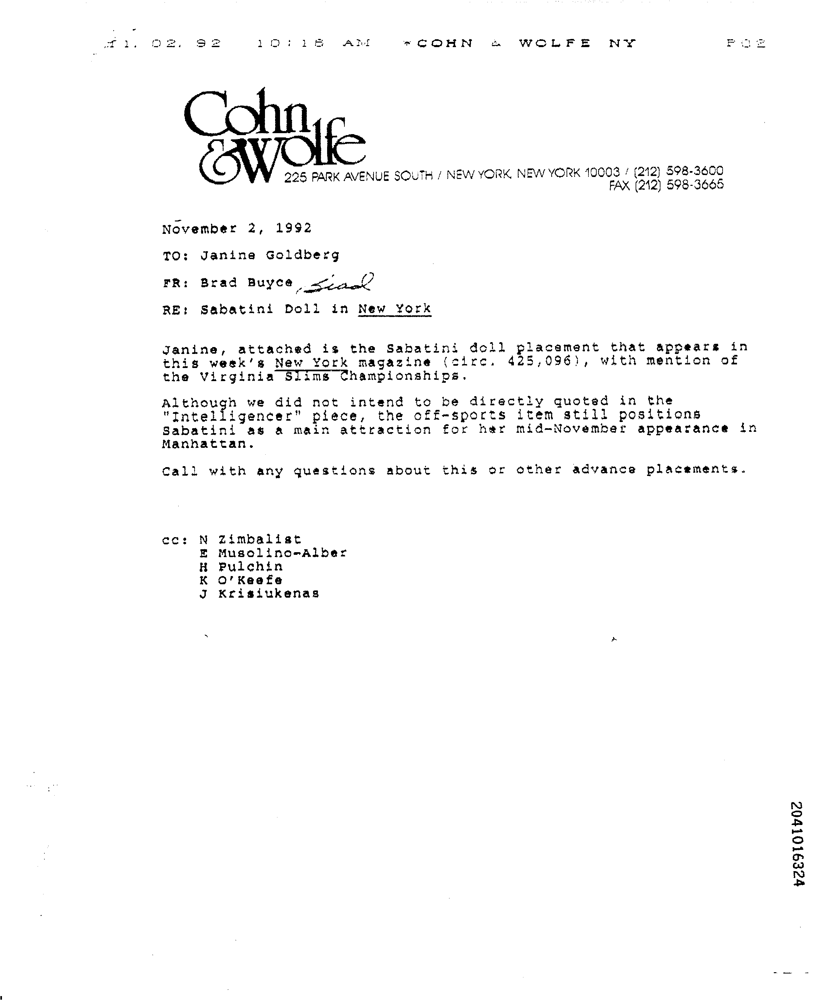 11. 02. 92 10:18 AM *COHN & WOLFE NY P02
Cohn
&Wolfe
225 PARK AVENUE SOUTH / NEW YORK, NEW YORK 10003 / (212) 598-3600
FAX (212) 598-3665
November 2, 1992
TO: Janine Goldberg
FR: Brad Buyce, Brad
RE: Sabatini Doll in New York
Janine, attached is the Sabatini doll placement that appears in
this week's New York magazine (circ. 425,096), with mention of
the Virginia Slims Championships.
Although we did not intend to be directly quoted in the
"Intelligencer" piece, the off-sports item still positions
Sabatini as a main attraction for her mid-November appearance in
Manhattan.
Call with any questions about this or other advance placements.
cc: N Zimbalist
E Musolino-Alber
H Pulchin
K O'Keefe
J Krisiukenas
2041016324